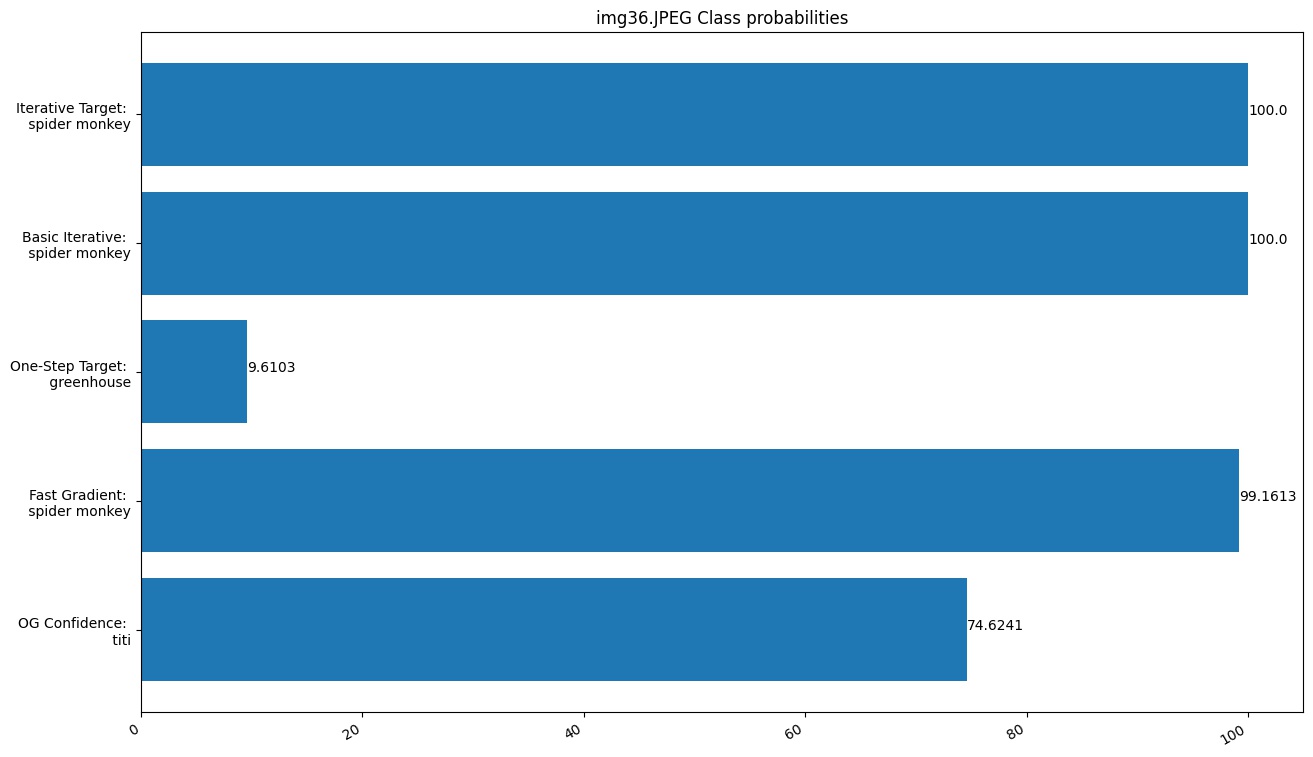 img36.JPEG Class probabilities
Iterative Target:
spider monkey
100.0
Basic Iterative:
spider monkey
100.0
One-Step Target:
greenhouse
9.6103
Fast Gradient:
spider monkey
99.1613
OG Confidence:
titi
74.6241
0
20
40
60
80
100